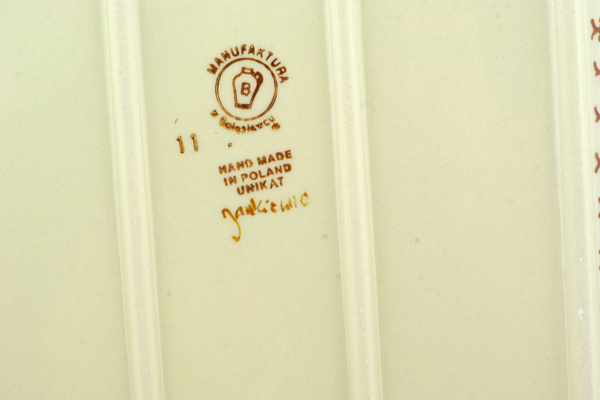 MANUFAKTURA
B
Bolesławcu
11
HAND MADE
IN POLAND
UNIKAT